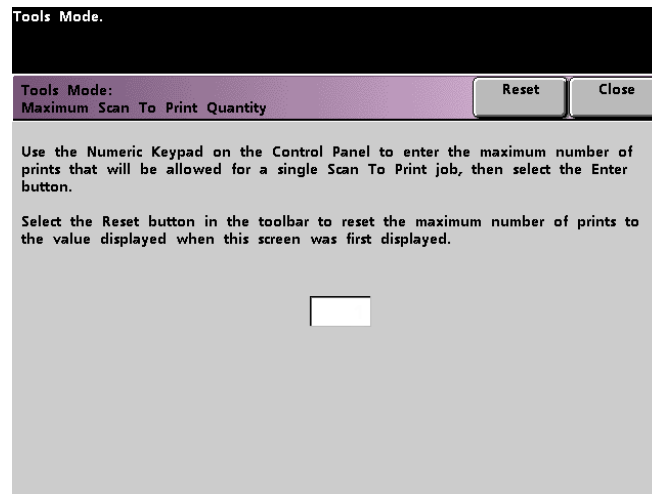 Tools Mode.
Tools Mode:
Maximum Scan To Print Quantity
Reset
Close
Use the Numeric Keypad on the Control Panel to enter the maximum number of
prints that will be allowed for a single Scan To Print job, then select the Enter
button.
Select the Reset button in the toolbar to reset the maximum number of prints to
the value displayed when this screen was first displayed.